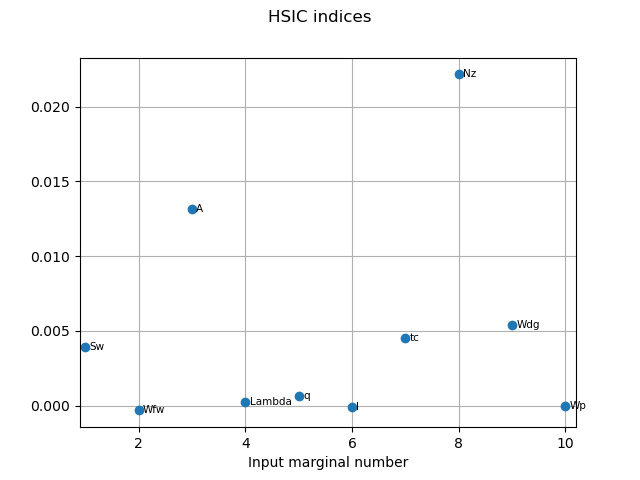 HSIC indices
0.020
0.015
0.010
0.005
0.000
Nz
A
Wdg
tc
Sw
q
Lambda
Wfw
l
Wp
2 4 6 8 10
Input marginal number